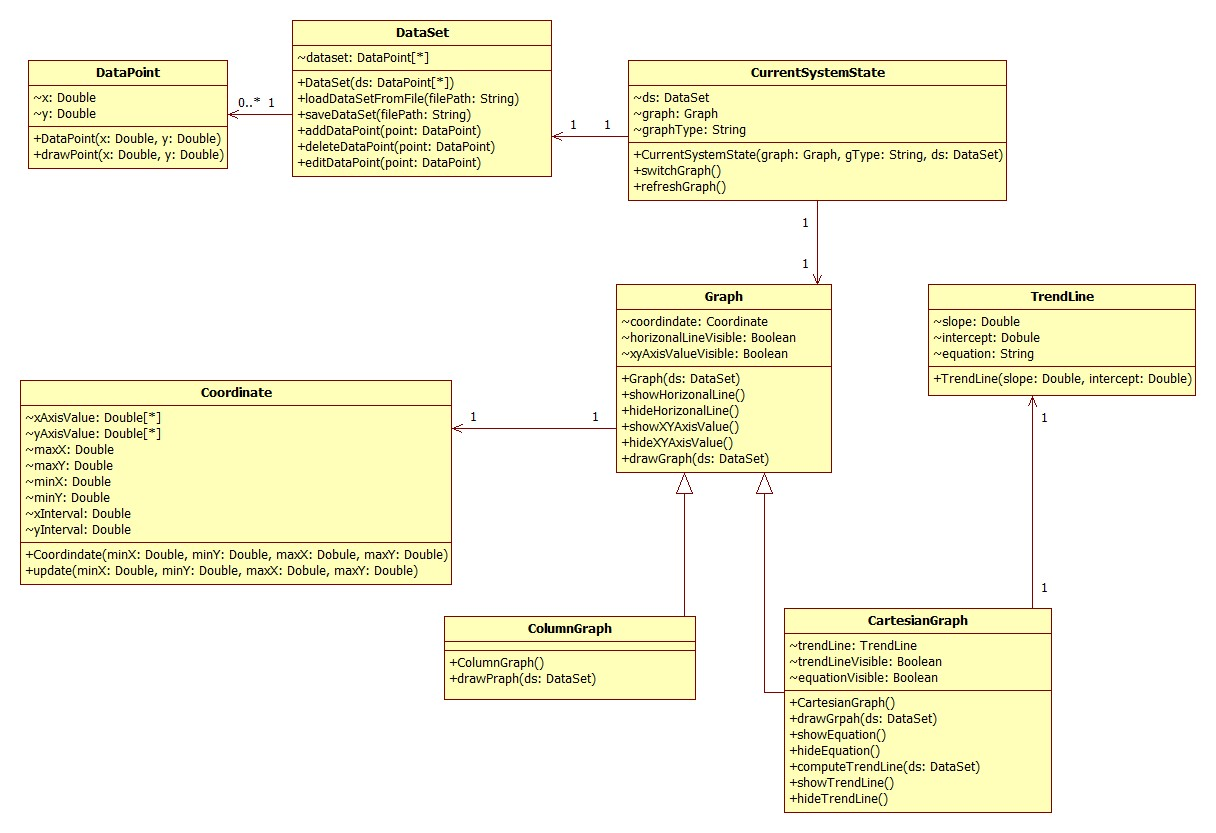 DataSet
~dataset: DataPoint[*]
+DataSet(ds: DataPoint[*])
+loadDataSetFromFile(filePath: String)
+saveDataSet(filePath: String)
+addDataPoint(point: DataPoint)
+deleteDataPoint(point: DataPoint)
+editDataPoint(point: DataPoint)
DataPoint
~x: Double
~y: Double
+DataPoint(x: Double, y: Double)
+drawPoint(x: Double, y: Double)
0..* 1
CurrentSystemState
~ds: DataSet
~graph: Graph
~graphType: String
+CurrentSystemState(graph: Graph, gType: String, ds: DataSet)
+switchGraph()
+refreshGraph()
1 1
1
1
Graph
~coordindate: Coordinate
~horizonalLineVisible: Boolean
~xyAxisValueVisible: Boolean
+Graph(ds: DataSet)
+showHorizonalLine()
+hideHorizonalLine()
+showXYAxisValue()
+hideXYAxisValue()
+drawGraph(ds: DataSet)
TrendLine
~slope: Double
~intercept: Dobule
~equation: String
+TrendLine(slope: Double, intercept: Double)
1
1
Coordinate
~xAxisValue: Double[*]
~yAxisValue: Double[*]
~maxX: Double
~maxY: Double
~minX: Double
~minY: Double
~xInterval: Double
~yInterval: Double
+Coordindate(minX: Double, minY: Double, maxX: Dobule, maxY: Double)
+update(minX: Double, minY: Double, maxX: Dobule, maxY: Double)
1 1
ColumnGraph
+ColumnGraph()
+drawPraph(ds: DataSet)
CartesianGraph
~trendLine: TrendLine
~trendLineVisible: Boolean
~equationVisible: Boolean
+CartesianGraph()
+drawGrpah(ds: DataSet)
+showEquation()
+hideEquation()
+computeTrendLine(ds: DataSet)
+showTrendLine()
+hideTrendLine()